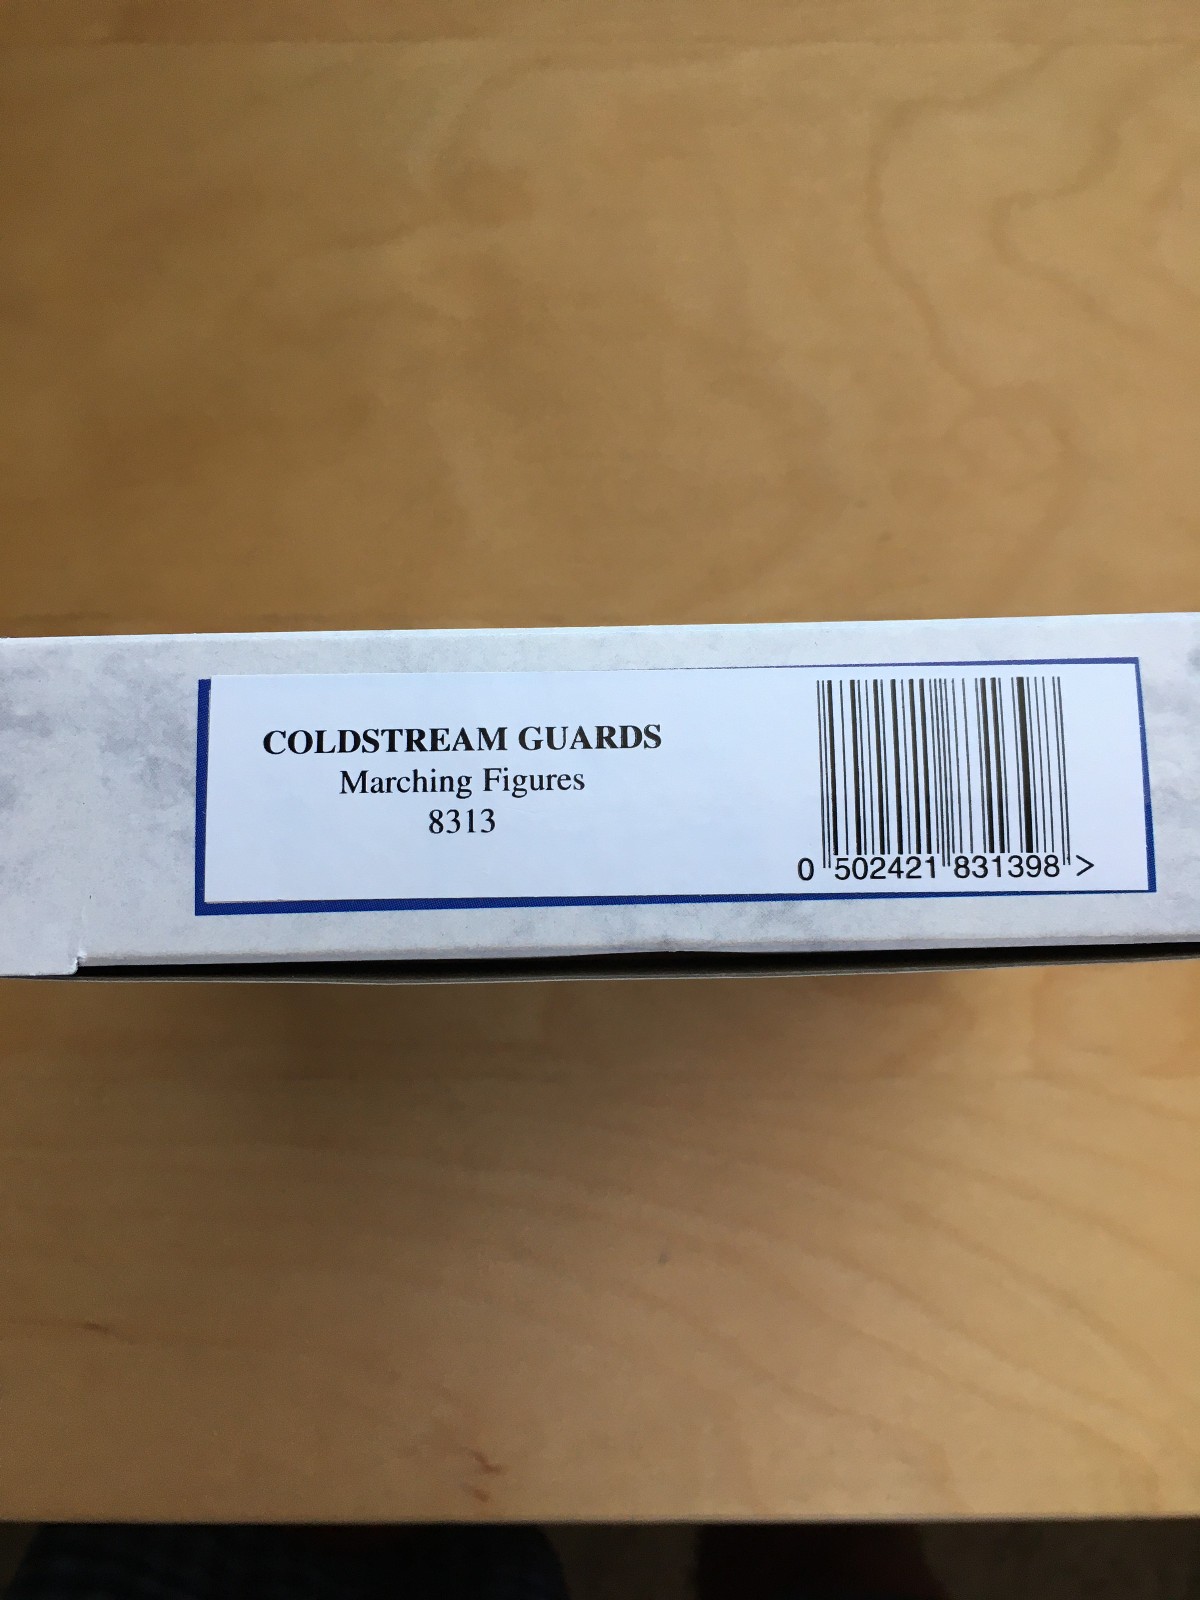 COLDSTREAM GUARDS
Marching Figures
8313
0 502421 831398 >